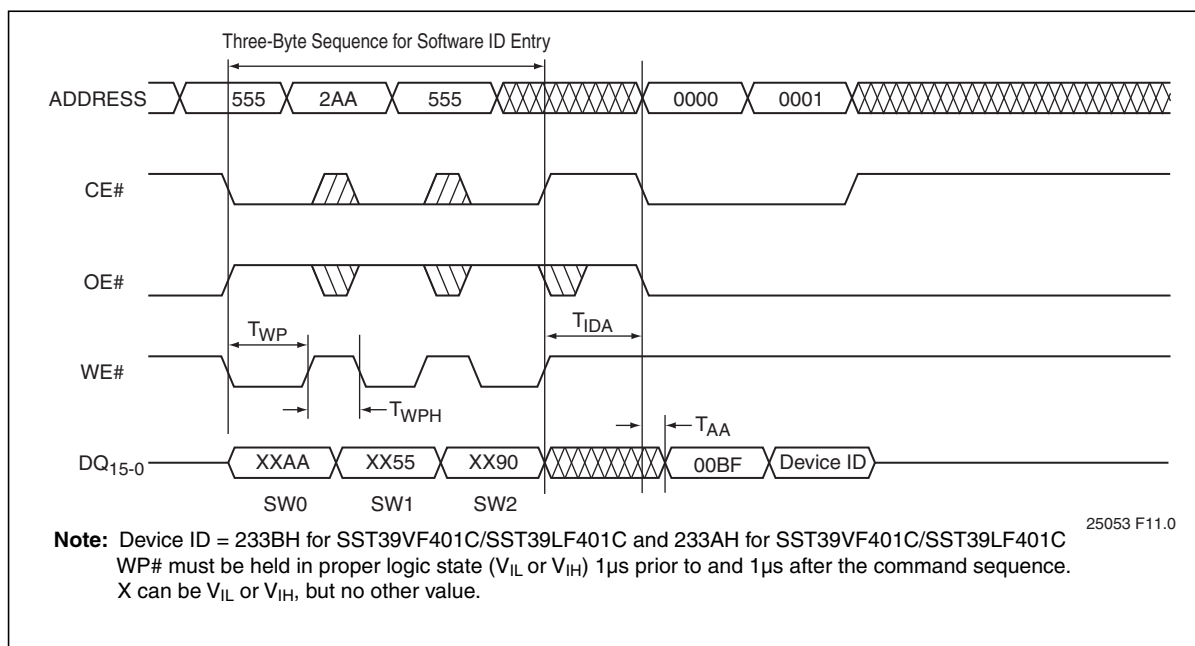 Three-Byte Sequence for Software ID Entry
ADDRESS 555 2AA 555 0000 0001
CE#
OE#
TWP TIDA
WE#
TWPH
TAA
DQ15-0 XXAA XX55 XX90 00BF Device ID
SW0 SW1 SW2
25053 F11.0
Note: Device ID = 233BH for SST39VF401C/SST39LF401C and 233AH for SST39VF401C/SST39LF401C
WP# must be held in proper logic state (VIL or VIH) 1µs prior to and 1µs after the command sequence.
X can be VIL or VIH, but no other value.